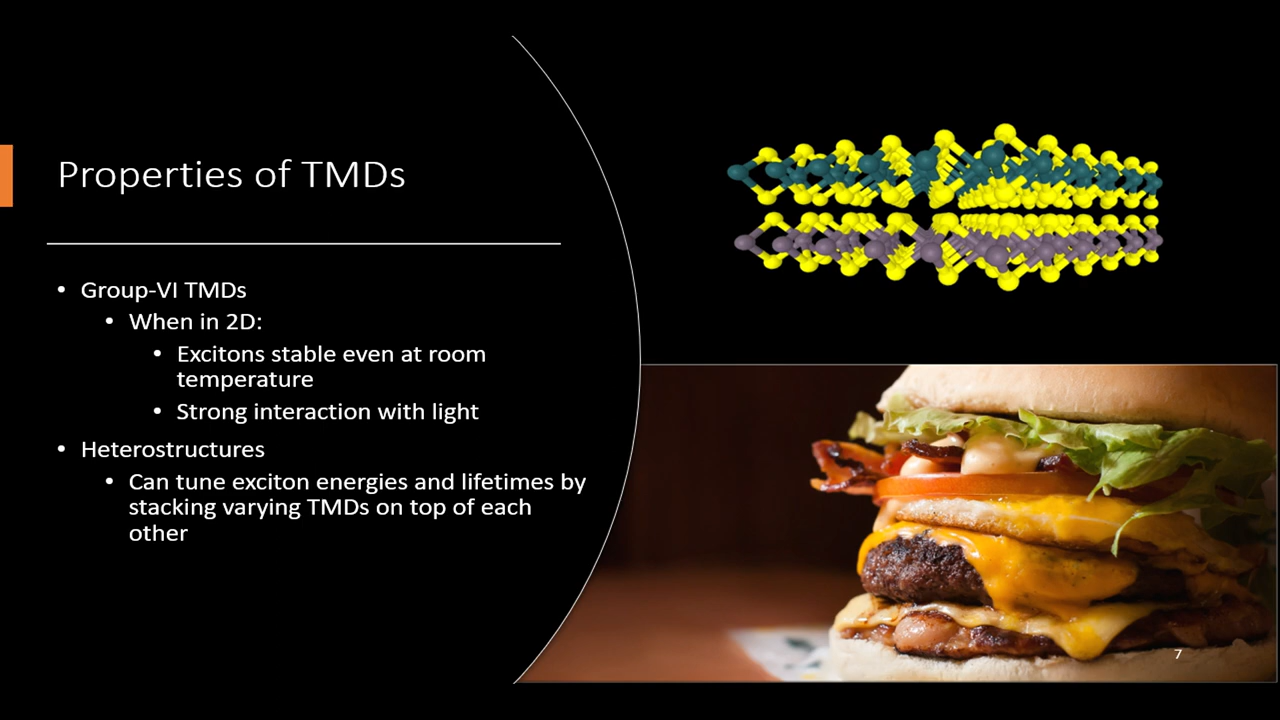 Properties of TMDs
• Group-VI TMDs
• When in 2D:
• Excitons stable even at room
temperature
• Strong interaction with light
• Heterostructures
• Can tune exciton energies and lifetimes by
stacking varying TMDs on top of each
other
7